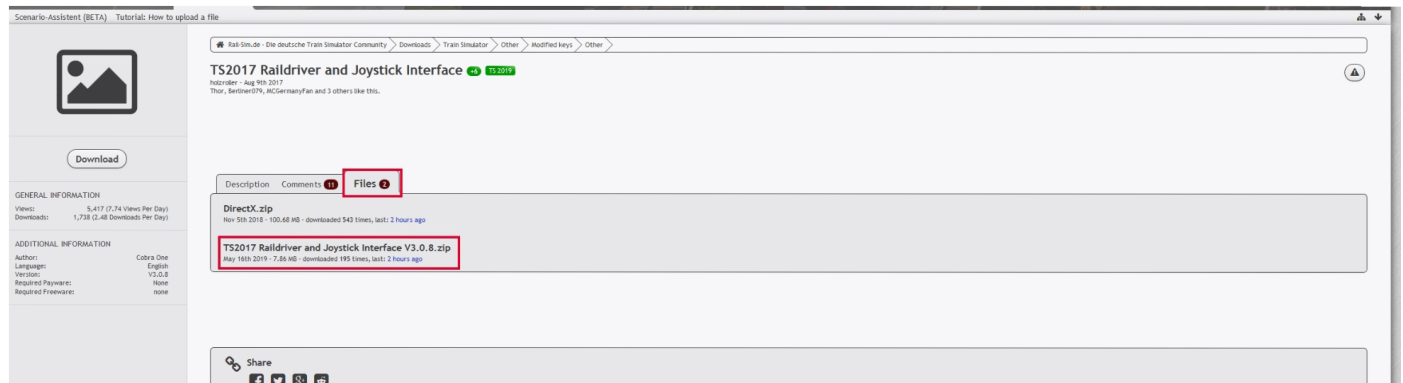 Scenario-Assistent (BETA) Tutorial: How to upload a file
Rail-Sim.de - Die deutsche Train Simulator Community Downloads Train Simulator Other Modified keys Other
TS2017 Raildriver and Joystick Interface +6 TS 2019
holzroller - Aug 9th 2017
Thor, Berliner079, MCGermanyFan and 3 others like this.
Download
Description Comments 11 Files 2
GENERAL INFORMATION
Views: 5,417 (7.74 Views Per Day)
Downloads: 1,738 (2.48 Downloads Per Day)
ADDITIONAL INFORMATION
Author: Cobra One
Language: English
Version: V3.0.8
Required Payware: None
Required Freeware: none
DirectX.zip
Nov 5th 2018 - 100.68 MB - downloaded 543 times, last: 2 hours ago
TS2017 Raildriver and Joystick Interface V3.0.8.zip
May 16th 2019 - 7.86 MB - downloaded 195 times, last: 2 hours ago
Share